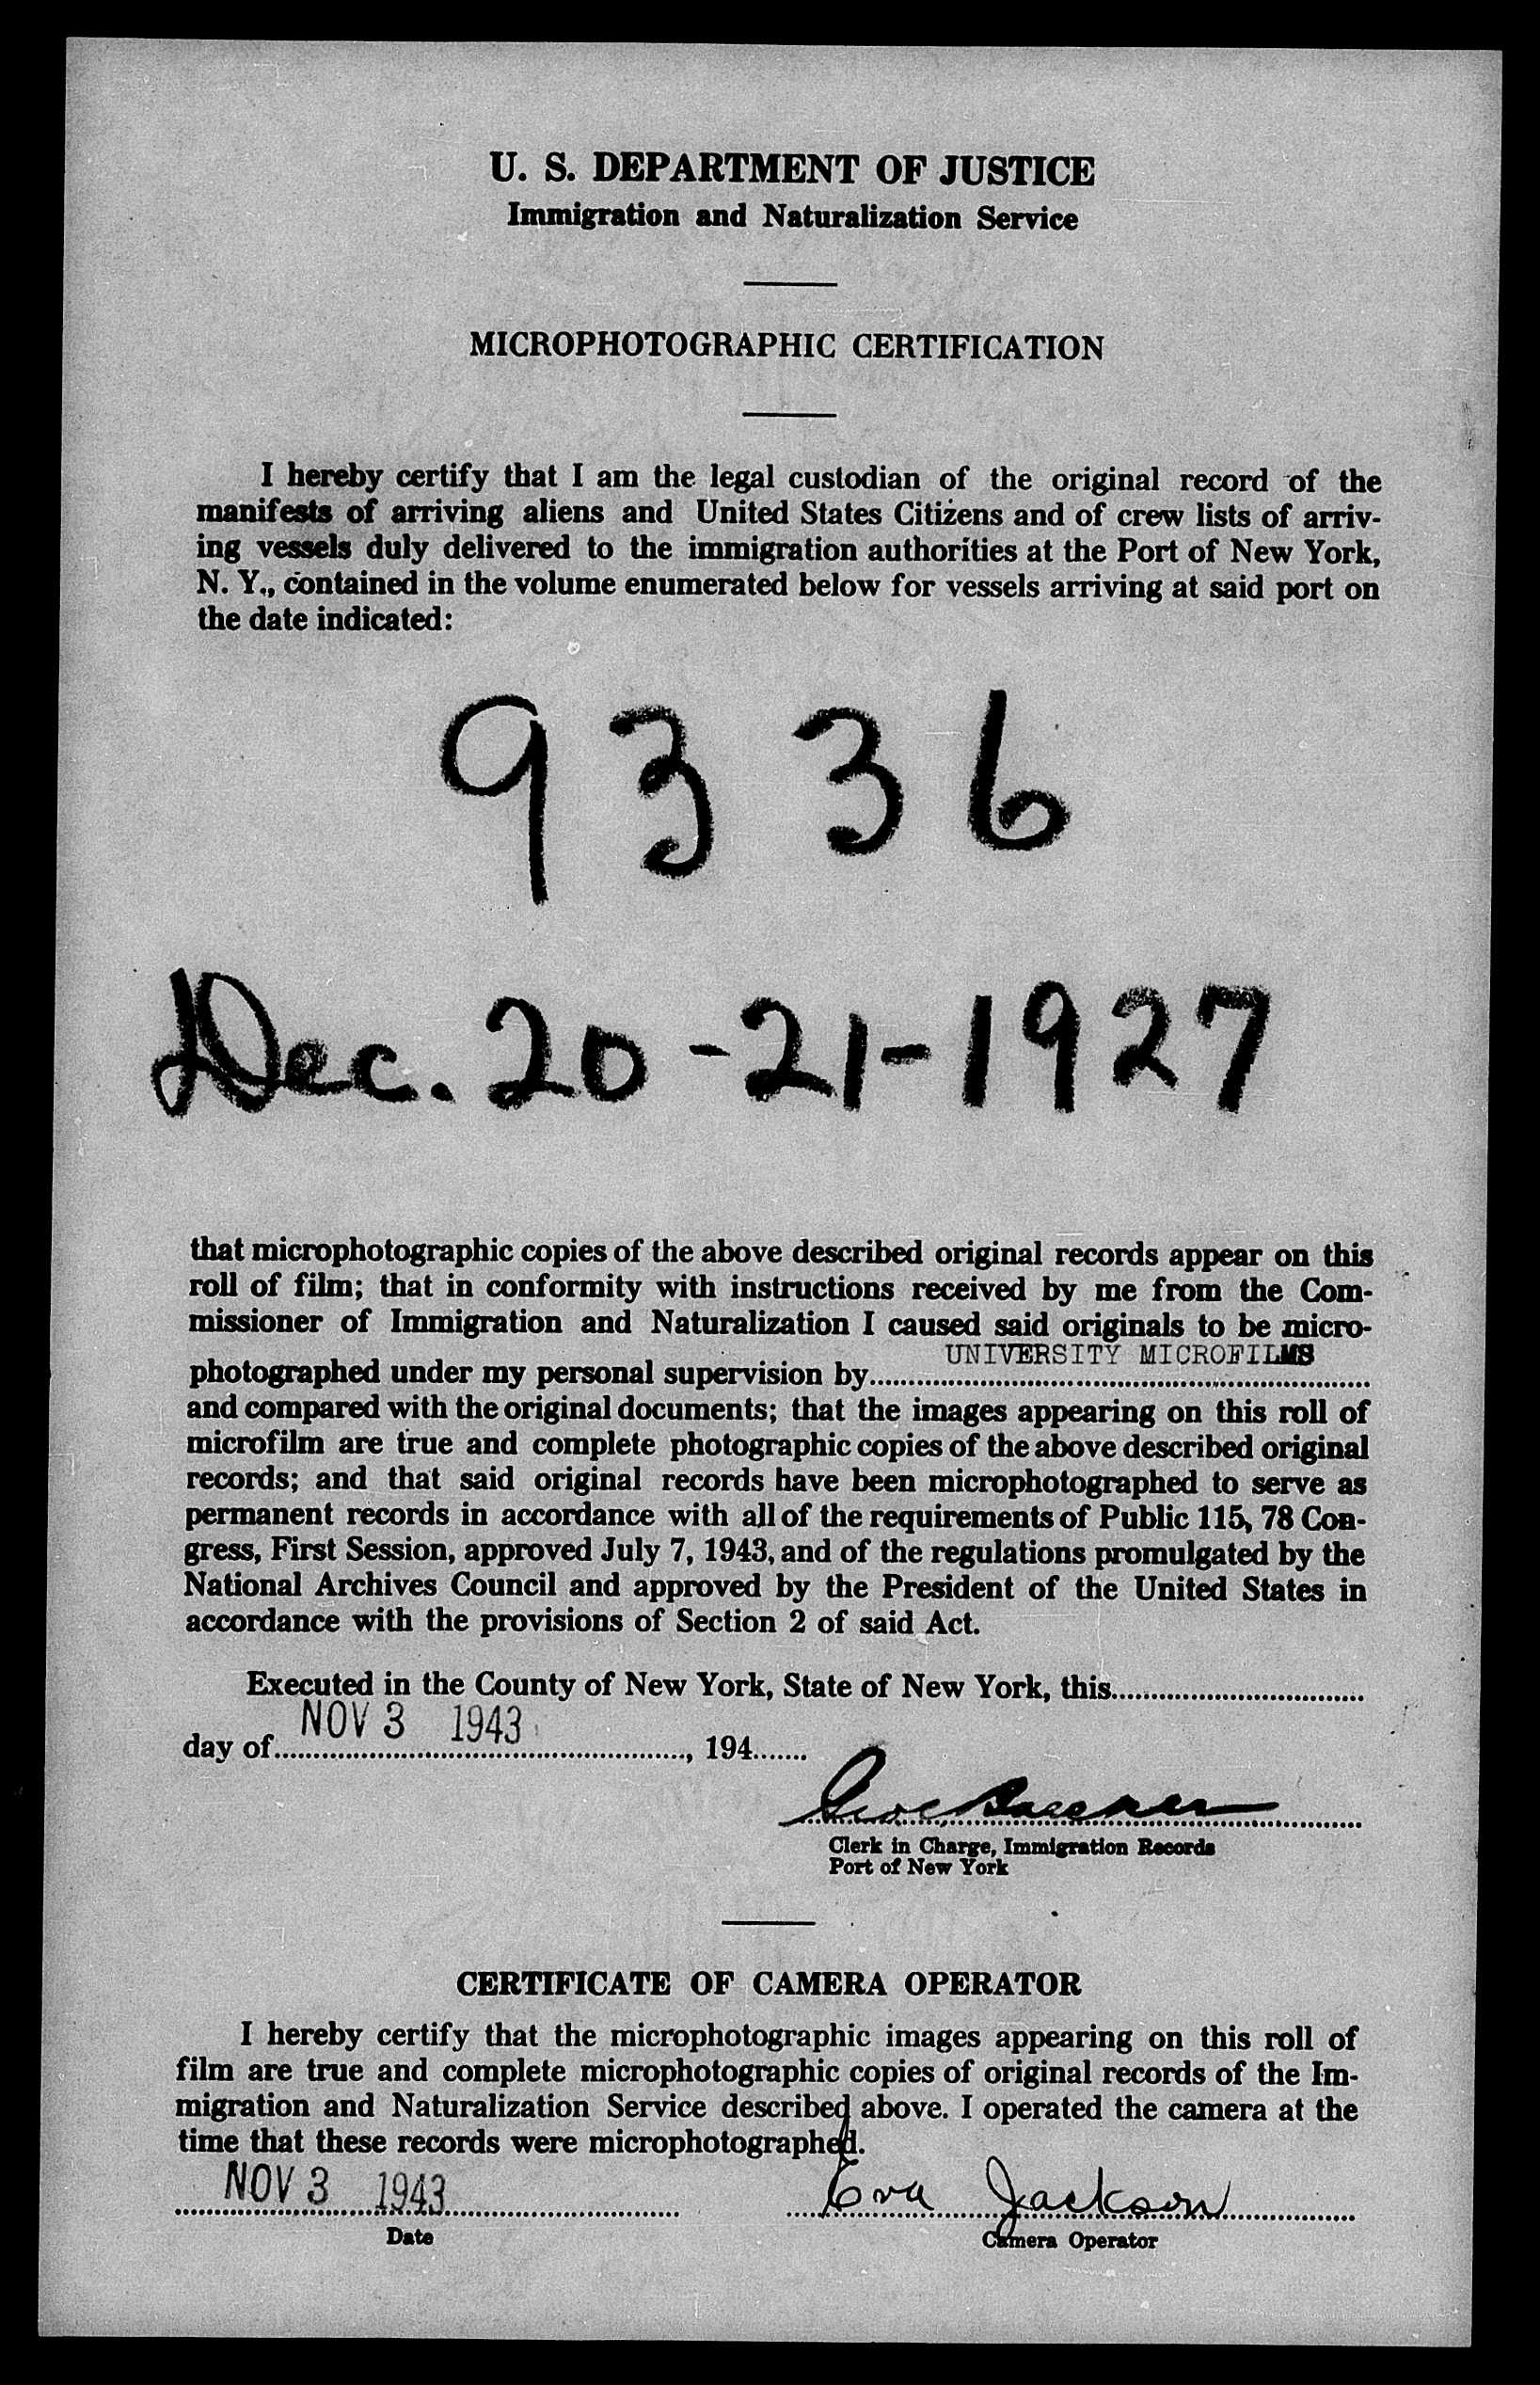 U. S. DEPARTMENT OF JUSTICE
Immigration and Naturalization Service
MICROPHOTOGRAPHIC CERTIFICATION
I hereby certify that I am the legal custodian of the original record of the
manifests of arriving aliens and United States Citizens and of crew lists of arriv-
ing vessels duly delivered to the immigration authorities at the Port of New York,
N. Y., contained in the volume enumerated below for vessels arriving at said port on
the date indicated:
9336
Dec. 20-21-1927
that microphotographic copies of the above described original records appear on this
roll of film; that in conformity with instructions received by me from the Com-
missioner of Immigration and Naturalization I caused said originals to be micro-
photographed under my personal supervision by UNIVERSITY MICROFILMS
and compared with the original documents; that the images appearing on this roll of
microfilm are true and complete photographic copies of the above described original
records; and that said original records have been microphotographed to serve as
permanent records in accordance with all of the requirements of Public 115, 78 Con-
gress, First Session, approved July 7, 1943, and of the regulations promulgated by the
National Archives Council and approved by the President of the United States in
accordance with the provisions of Section 2 of said Act.
Executed in the County of New York, State of New York, this
day of NOV 3 1943, 194
Clerk in Charge, Immigration Records
Port of New York
CERTIFICATE OF CAMERA OPERATOR
I hereby certify that the microphotographic images appearing on this roll of
film are true and complete microphotographic copies of original records of the Im-
migration and Naturalization Service described above. I operated the camera at the
time that these records were microphotographed.
NOV 3 1943 Eva Jackson
Date Camera Operator